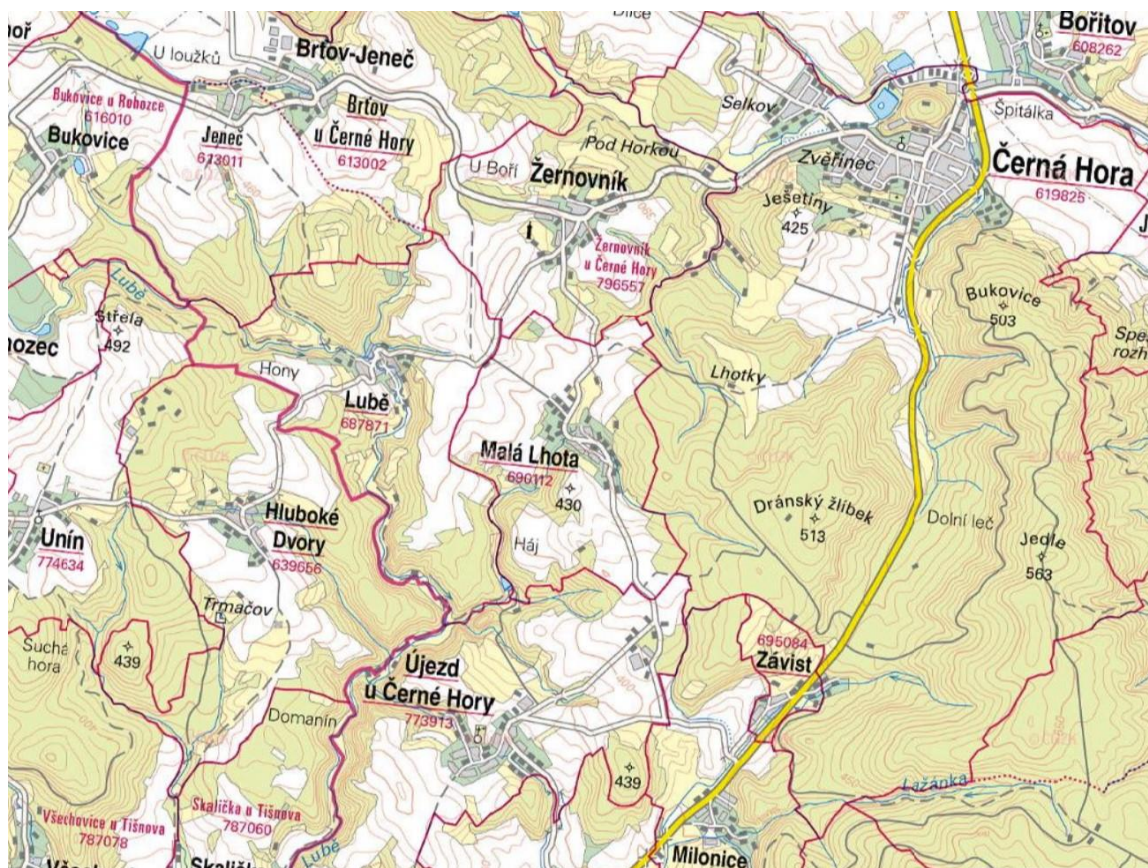 Bořitov
608262
U loužků
Brťov-Jeneč
Selkov
Špitálka
Bukovice u Rohozce
616010
Bukovice
Jeneč
613011
Brťov
u Černé Hory
613002
U Boří
Žernovník
Pod Horkou
Zvěřinec
Černá Hora
619825
Ješetiny
425
Žernovník
u Černé Hory
796557
Lubě
Střela
492
Bukovice
503
Hony
Lubě
687871
Lhotky
Malá Lhota
690112
430
Dránský žlíbek
513
Dolní leč
Jedle
563
Unín
774634
Hluboké
Dvory
639656
Háj
Trmačov
Suchá
hora
439
695084
Závist
Újezd
u Černé Hory
773913
Domanín
439
Lažánka
Všechovice u Tišnova
787078
Skalička u Tišnova
787060
Lubě
Milonice